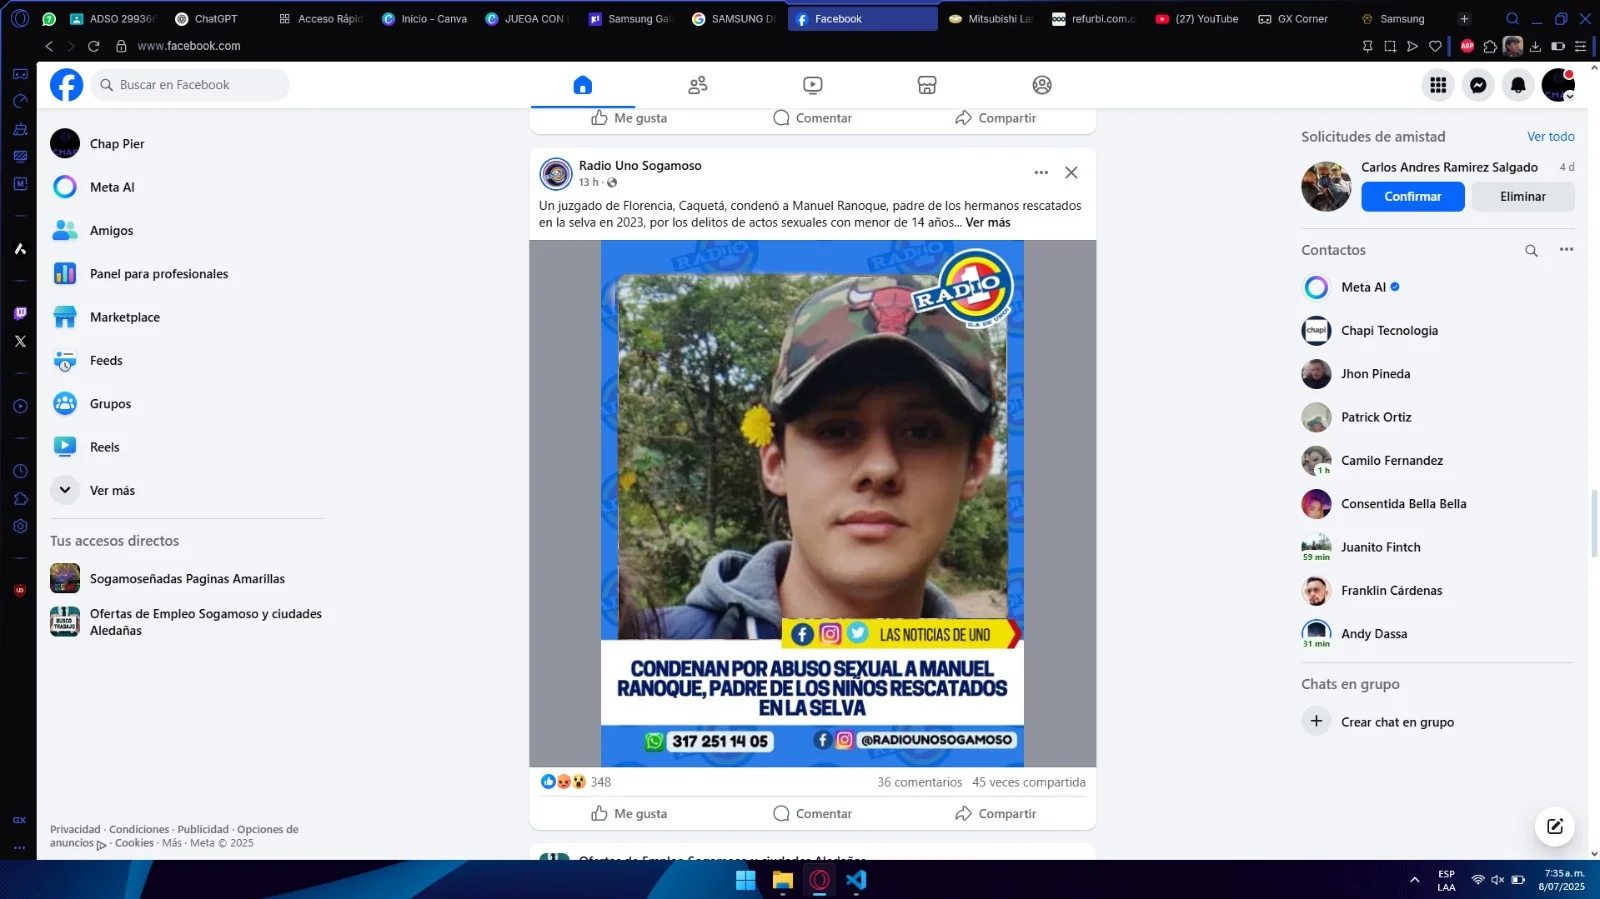 ADSO 29936
ChatGPT
Acceso Rápi
Inicio - Canva
JUEGA CON
Samsung Gal
SAMSUNG D
Facebook
Mitsubishi La
refurbi.com.c
(27) YouTube
GX Corner
Samsung
www.facebook.com
ABP
Buscar en Facebook
Me gusta
Comentar
Compartir
Chap Pier
Meta AI
Amigos
Panel para profesionales
Marketplace
Feeds
Grupos
Reels
Ver más
Tus accesos directos
Sogamoseñadas Paginas Amarillas
Ofertas de Empleo Sogamoso y ciudades
Aledañas
Privacidad · Condiciones · Publicidad · Opciones de
anuncios · Cookies · Más · Meta © 2025
GX
Radio Uno Sogamoso
13 h ·
Un juzgado de Florencia, Caquetá, condenó a Manuel Ranoque, padre de los hermanos rescatados
en la selva en 2023, por los delitos de actos sexuales con menor de 14 años... Ver más
RADIO 1
¡LA DE UNO!
LAS NOTICIAS DE UNO
CONDENAN POR ABUSO SEXUAL A MANUEL
RANOQUE, PADRE DE LOS NIÑOS RESCATADOS
EN LA SELVA
317 251 14 05
@RADIOUNOSOGAMOSO
348
36 comentarios
45 veces compartida
Me gusta
Comentar
Compartir
Ofertas de Empleo Sogamoso y ciudades Aledañas
Solicitudes de amistad
Ver todo
Carlos Andres Ramirez Salgado
4 d
Confirmar
Eliminar
Contactos
Meta AI
chapi
Chapi Tecnologia
Jhon Pineda
Patrick Ortiz
Camilo Fernandez
1 h
Consentida Bella Bella
Juanito Fintch
59 min
Franklin Cárdenas
Andy Dassa
31 min
Chats en grupo
Crear chat en grupo
ESP
LAA
7:35 a. m.
8/07/2025